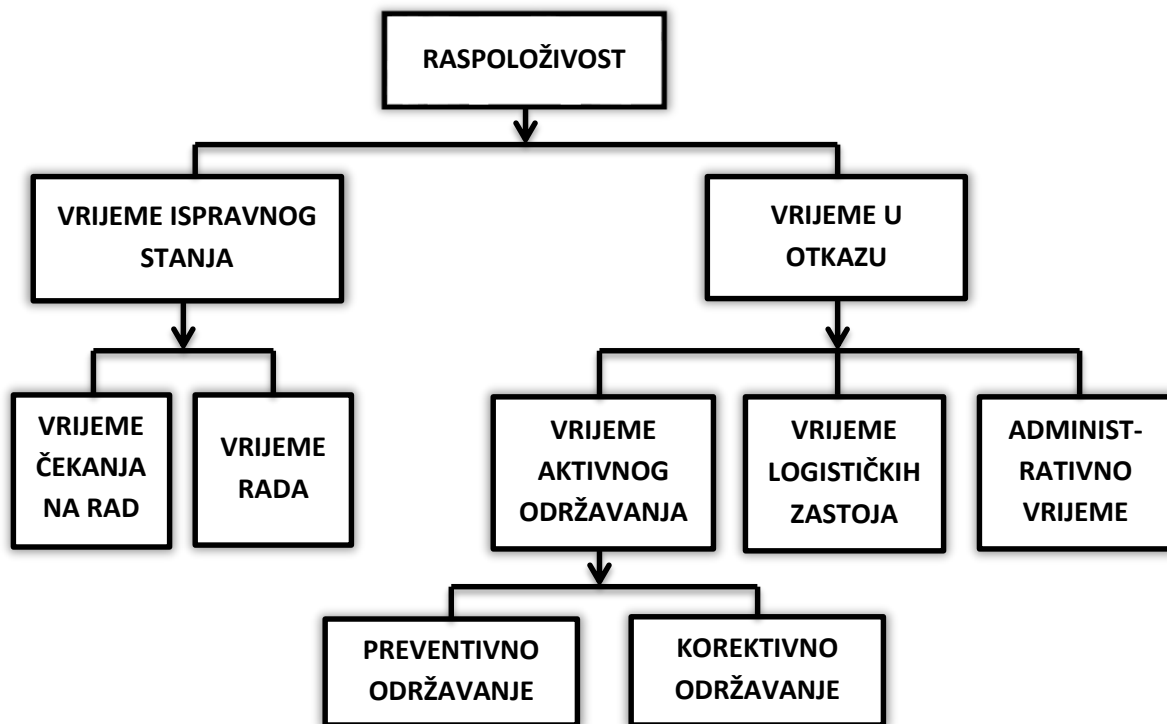 RASPOLOŽIVOST
VRIJEME ISPRAVNOG
STANJA
VRIJEME U
OTKAZU
VRIJEME
ČEKANJA
NA RAD
VRIJEME
RADA
VRIJEME
AKTIVNOG
ODRŽAVANJA
VRIJEME
LOGISTIČKIH
ZASTOJA
ADMINIST-
RATIVNO
VRIJEME
PREVENTIVNO
ODRŽAVANJE
KOREKTIVNO
ODRŽAVANJE